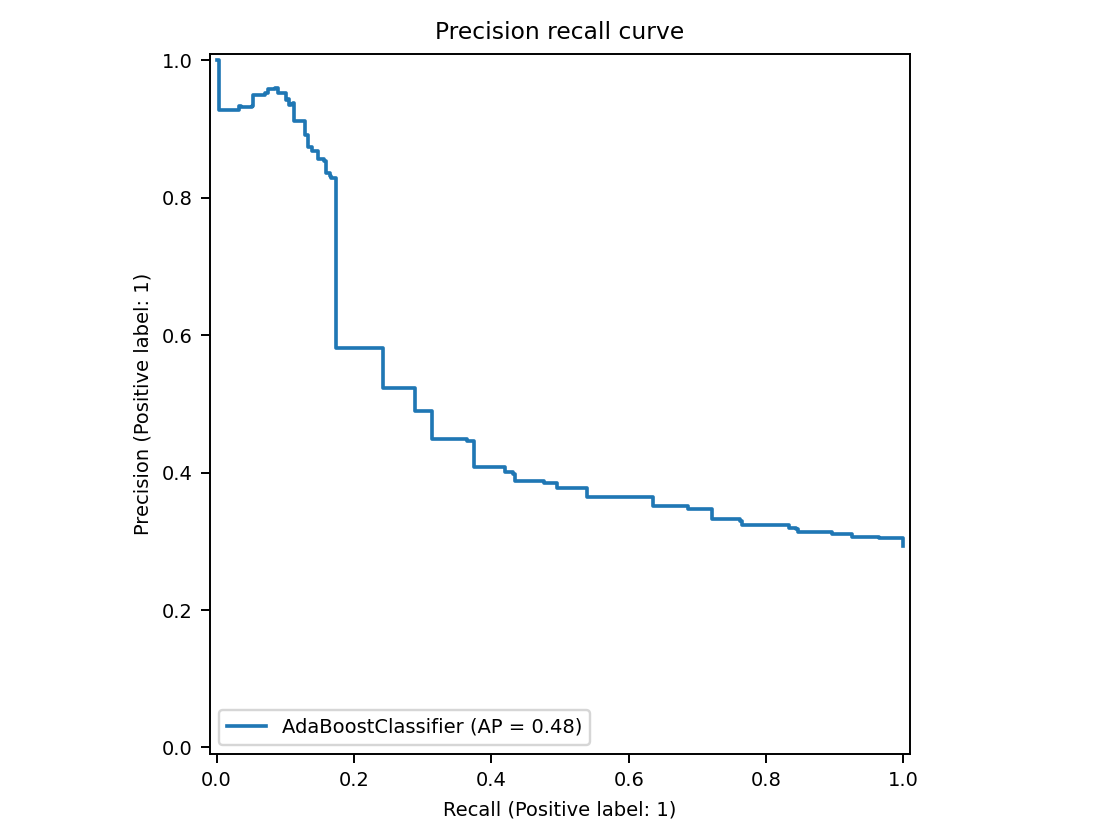 Precision recall curve
1.0
0.8
0.6
0.4
0.2
0.0
Precision (Positive label: 1)
AdaBoostClassifier (AP = 0.48)
0.0 0.2 0.4 0.6 0.8 1.0
Recall (Positive label: 1)